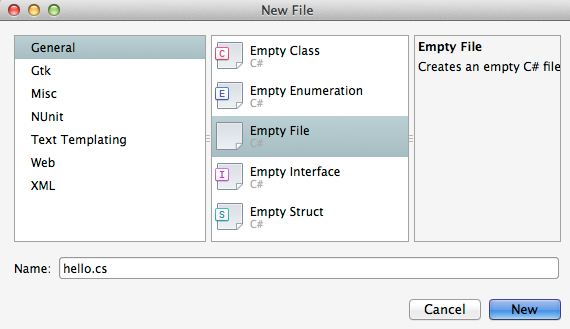 New File
General
Gtk
Misc
NUnit
Text Templating
Web
XML
C
Empty Class
C#
E
Empty Enumeration
C#
Empty File
C#
I
Empty Interface
C#
S
Empty Struct
C#
Empty File
Creates an empty C# file
Name: hello.cs
Cancel New